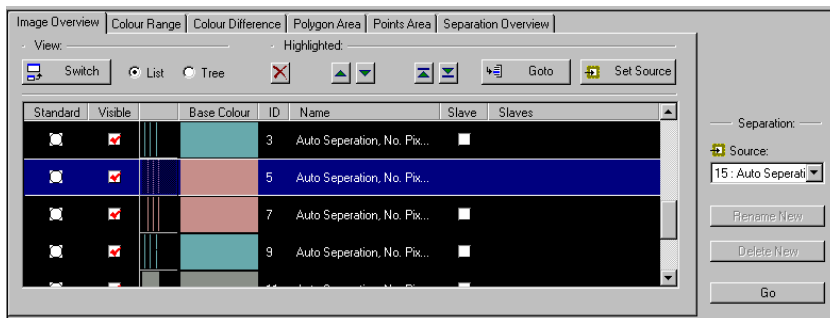 Image Overview Colour Range Colour Difference Polygon Area Points Area Separation Overview
View: Highlighted:
Switch List Tree Goto Set Source
Standard Visible Base Colour ID Name Slave Slaves
3 Auto Seperation, No. Pix...
5 Auto Seperation, No. Pix...
7 Auto Seperation, No. Pix...
9 Auto Seperation, No. Pix...
Separation:
Source:
15 : Auto Seperati
Rename New
Delete New
Go